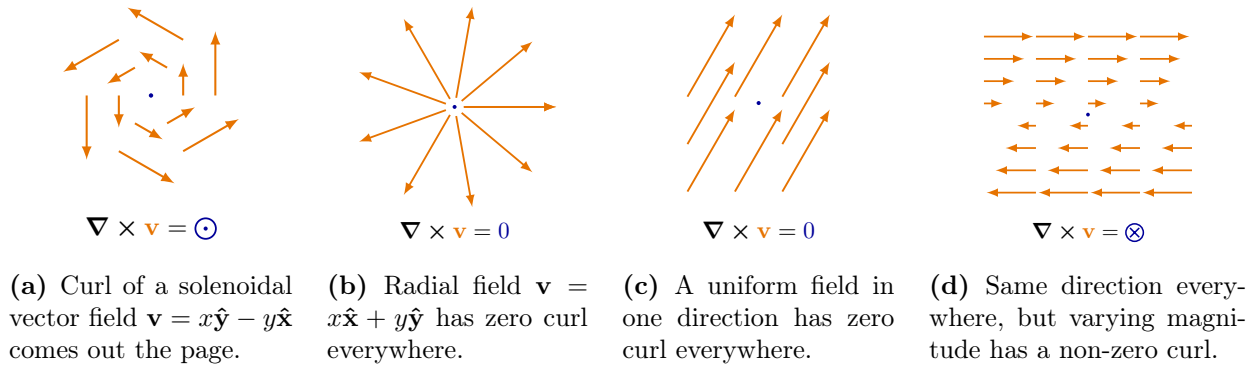 ∇ × v = ⊙
∇ × v = 0
∇ × v = 0
∇ × v = ⊗
(a) Curl of a solenoidal
vector field v = xŷ − yx̂
comes out the page.
(b) Radial field v =
xx̂ + yŷ has zero curl
everywhere.
(c) A uniform field in
one direction has zero
curl everywhere.
(d) Same direction every-
where, but varying magni-
tude has a non-zero curl.